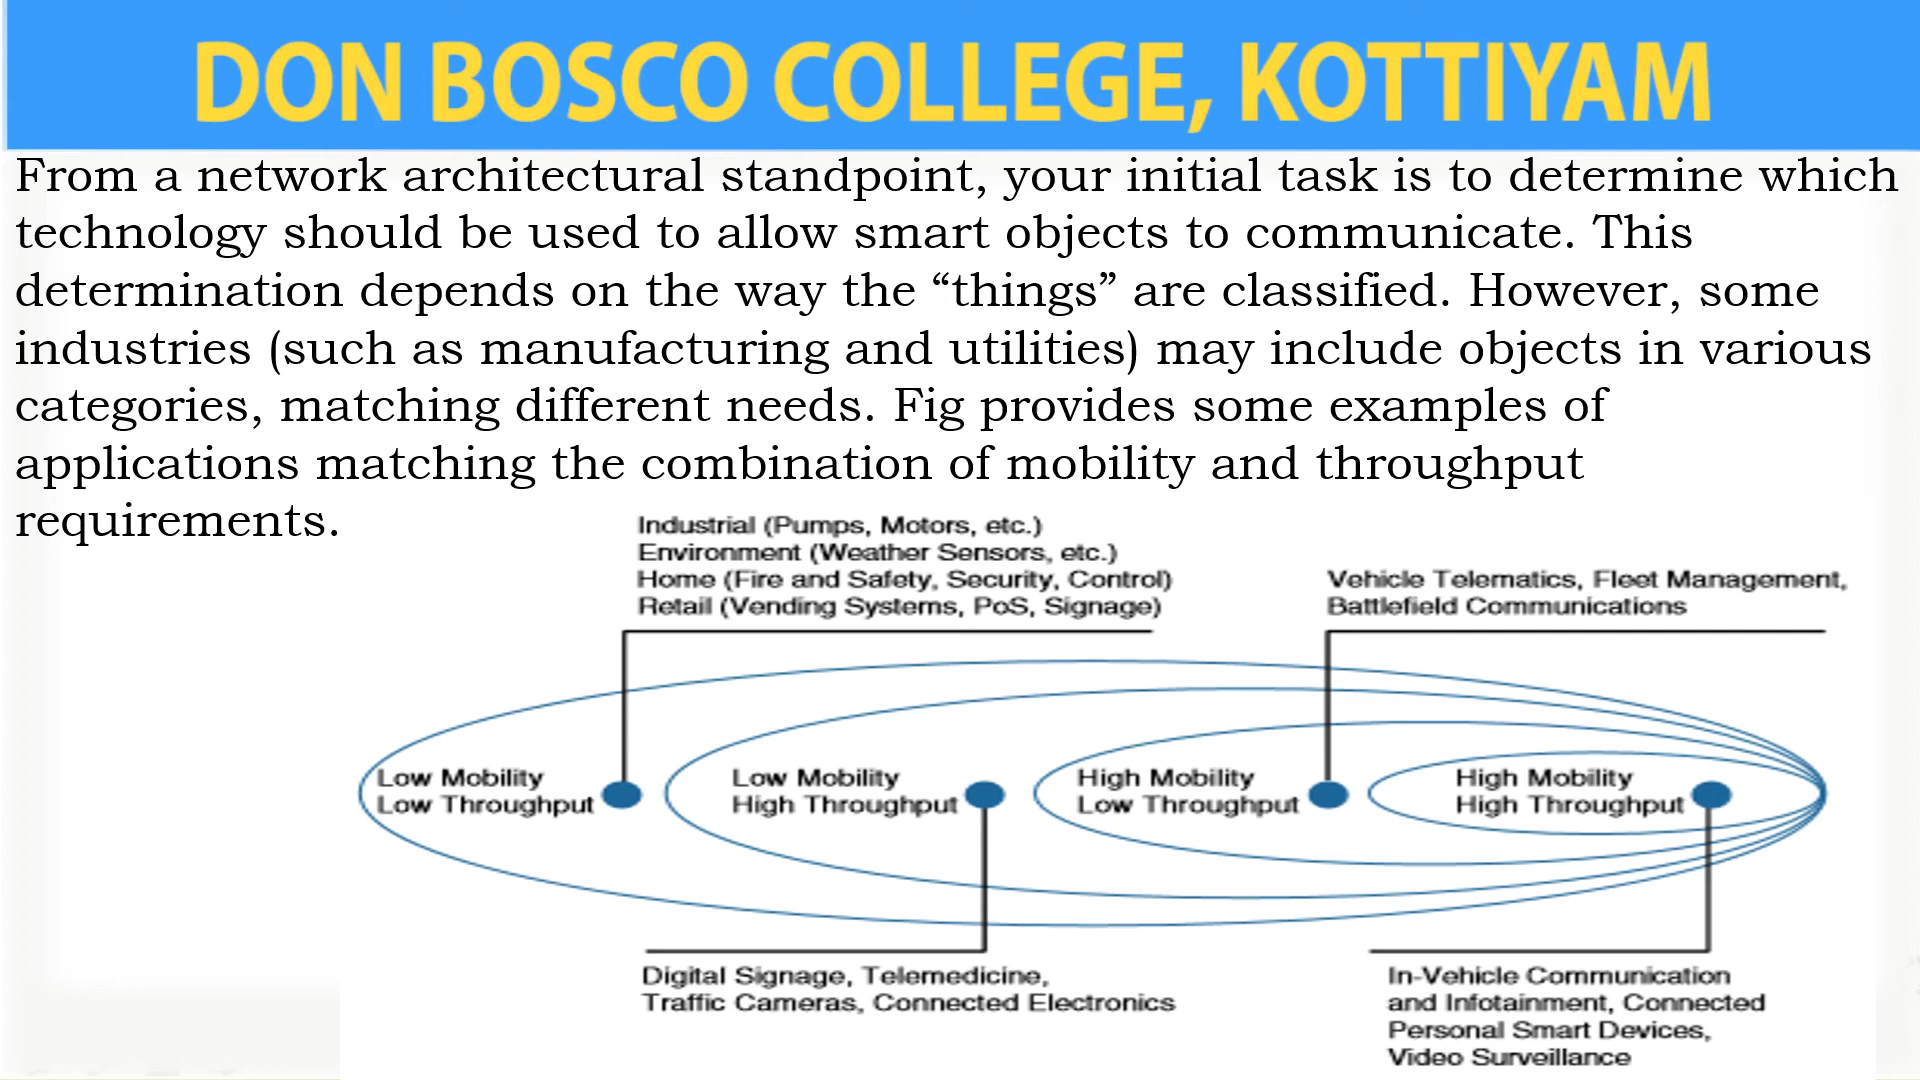 DON BOSCO COLLEGE, KOTTIYAM
From a network architectural standpoint, your initial task is to determine which
technology should be used to allow smart objects to communicate. This
determination depends on the way the “things” are classified. However, some
industries (such as manufacturing and utilities) may include objects in various
categories, matching different needs. Fig provides some examples of
applications matching the combination of mobility and throughput
requirements.
Industrial (Pumps, Motors, etc.)
Environment (Weather Sensors, etc.)
Home (Fire and Safety, Security, Control)
Retail (Vending Systems, PoS, Signage)
Vehicle Telematics, Fleet Management,
Battlefield Communications
Low Mobility
Low Throughput
Low Mobility
High Throughput
High Mobility
Low Throughput
High Mobility
High Throughput
Digital Signage, Telemedicine,
Traffic Cameras, Connected Electronics
In-Vehicle Communication
and Infotainment, Connected
Personal Smart Devices,
Video Surveillance